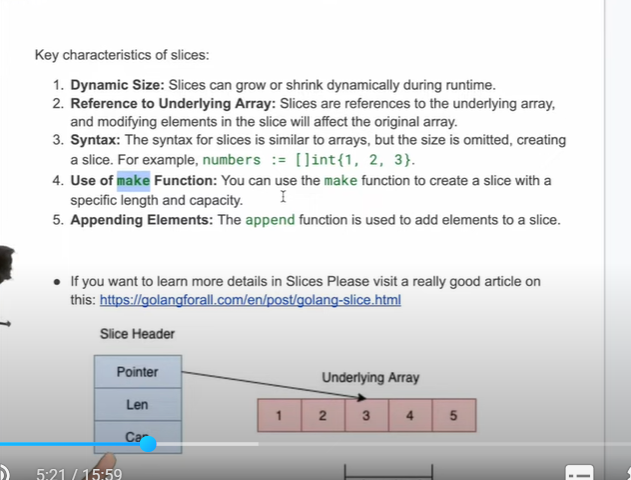 Key characteristics of slices:
1. Dynamic Size: Slices can grow or shrink dynamically during runtime.
2. Reference to Underlying Array: Slices are references to the underlying array,
and modifying elements in the slice will affect the original array.
3. Syntax: The syntax for slices is similar to arrays, but the size is omitted, creating
a slice. For example, numbers := []int{1, 2, 3}.
4. Use of make Function: You can use the make function to create a slice with a
specific length and capacity.
5. Appending Elements: The append function is used to add elements to a slice.
• If you want to learn more details in Slices Please visit a really good article on
this: https://golangforall.com/en/post/golang-slice.html
Slice Header
Pointer
Len
Cap
Underlying Array
1 2 3 4 5
5:21 / 15:59